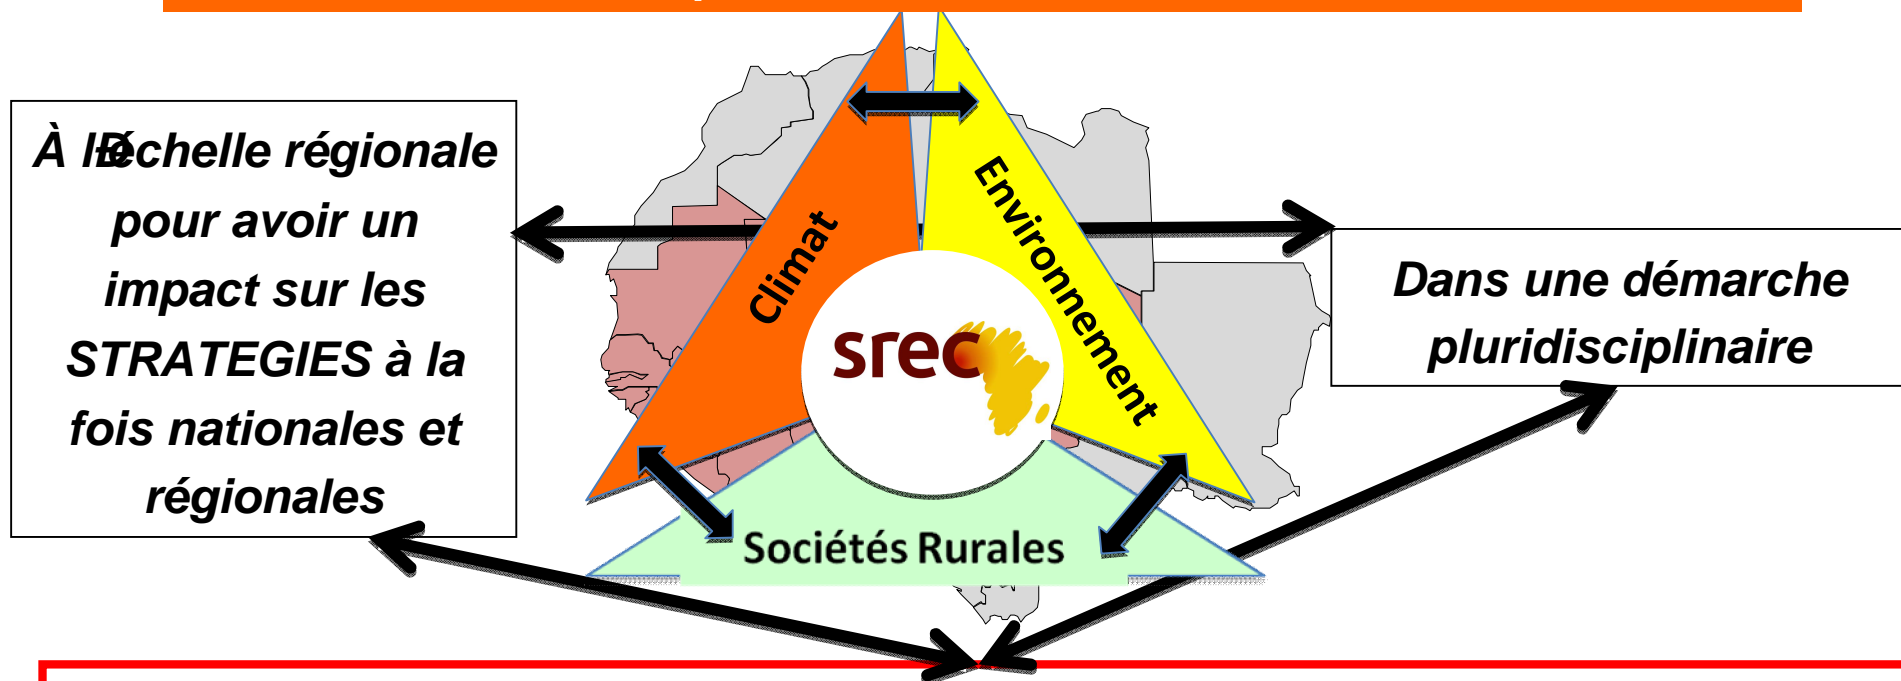 À l'échelle régionale
pour avoir un
impact sur les
STRATEGIES à la
fois nationales et
régionales
Climat
Environnement
srec
Sociétés Rurales
Dans une démarche
pluridisciplinaire